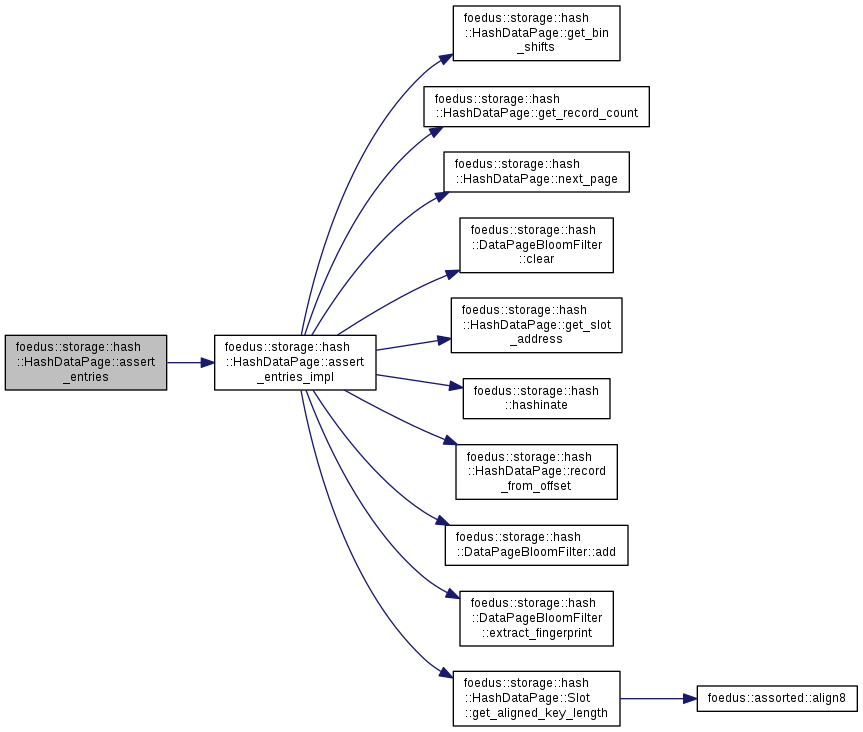 foedus::storage::hash
::HashDataPage::get_bin
_shifts
foedus::storage::hash
::HashDataPage::get_record_count
foedus::storage::hash
::HashDataPage::next_page
foedus::storage::hash
::DataPageBloomFilter
::clear
foedus::storage::hash
::HashDataPage::get_slot
_address
foedus::storage::hash
::HashDataPage::assert
_entries
foedus::storage::hash
::HashDataPage::assert
_entries_impl
foedus::storage::hash
::hashinate
foedus::storage::hash
::HashDataPage::record
_from_offset
foedus::storage::hash
::DataPageBloomFilter::add
foedus::storage::hash
::DataPageBloomFilter
::extract_fingerprint
foedus::storage::hash
::HashDataPage::Slot
::get_aligned_key_length
foedus::assorted::align8